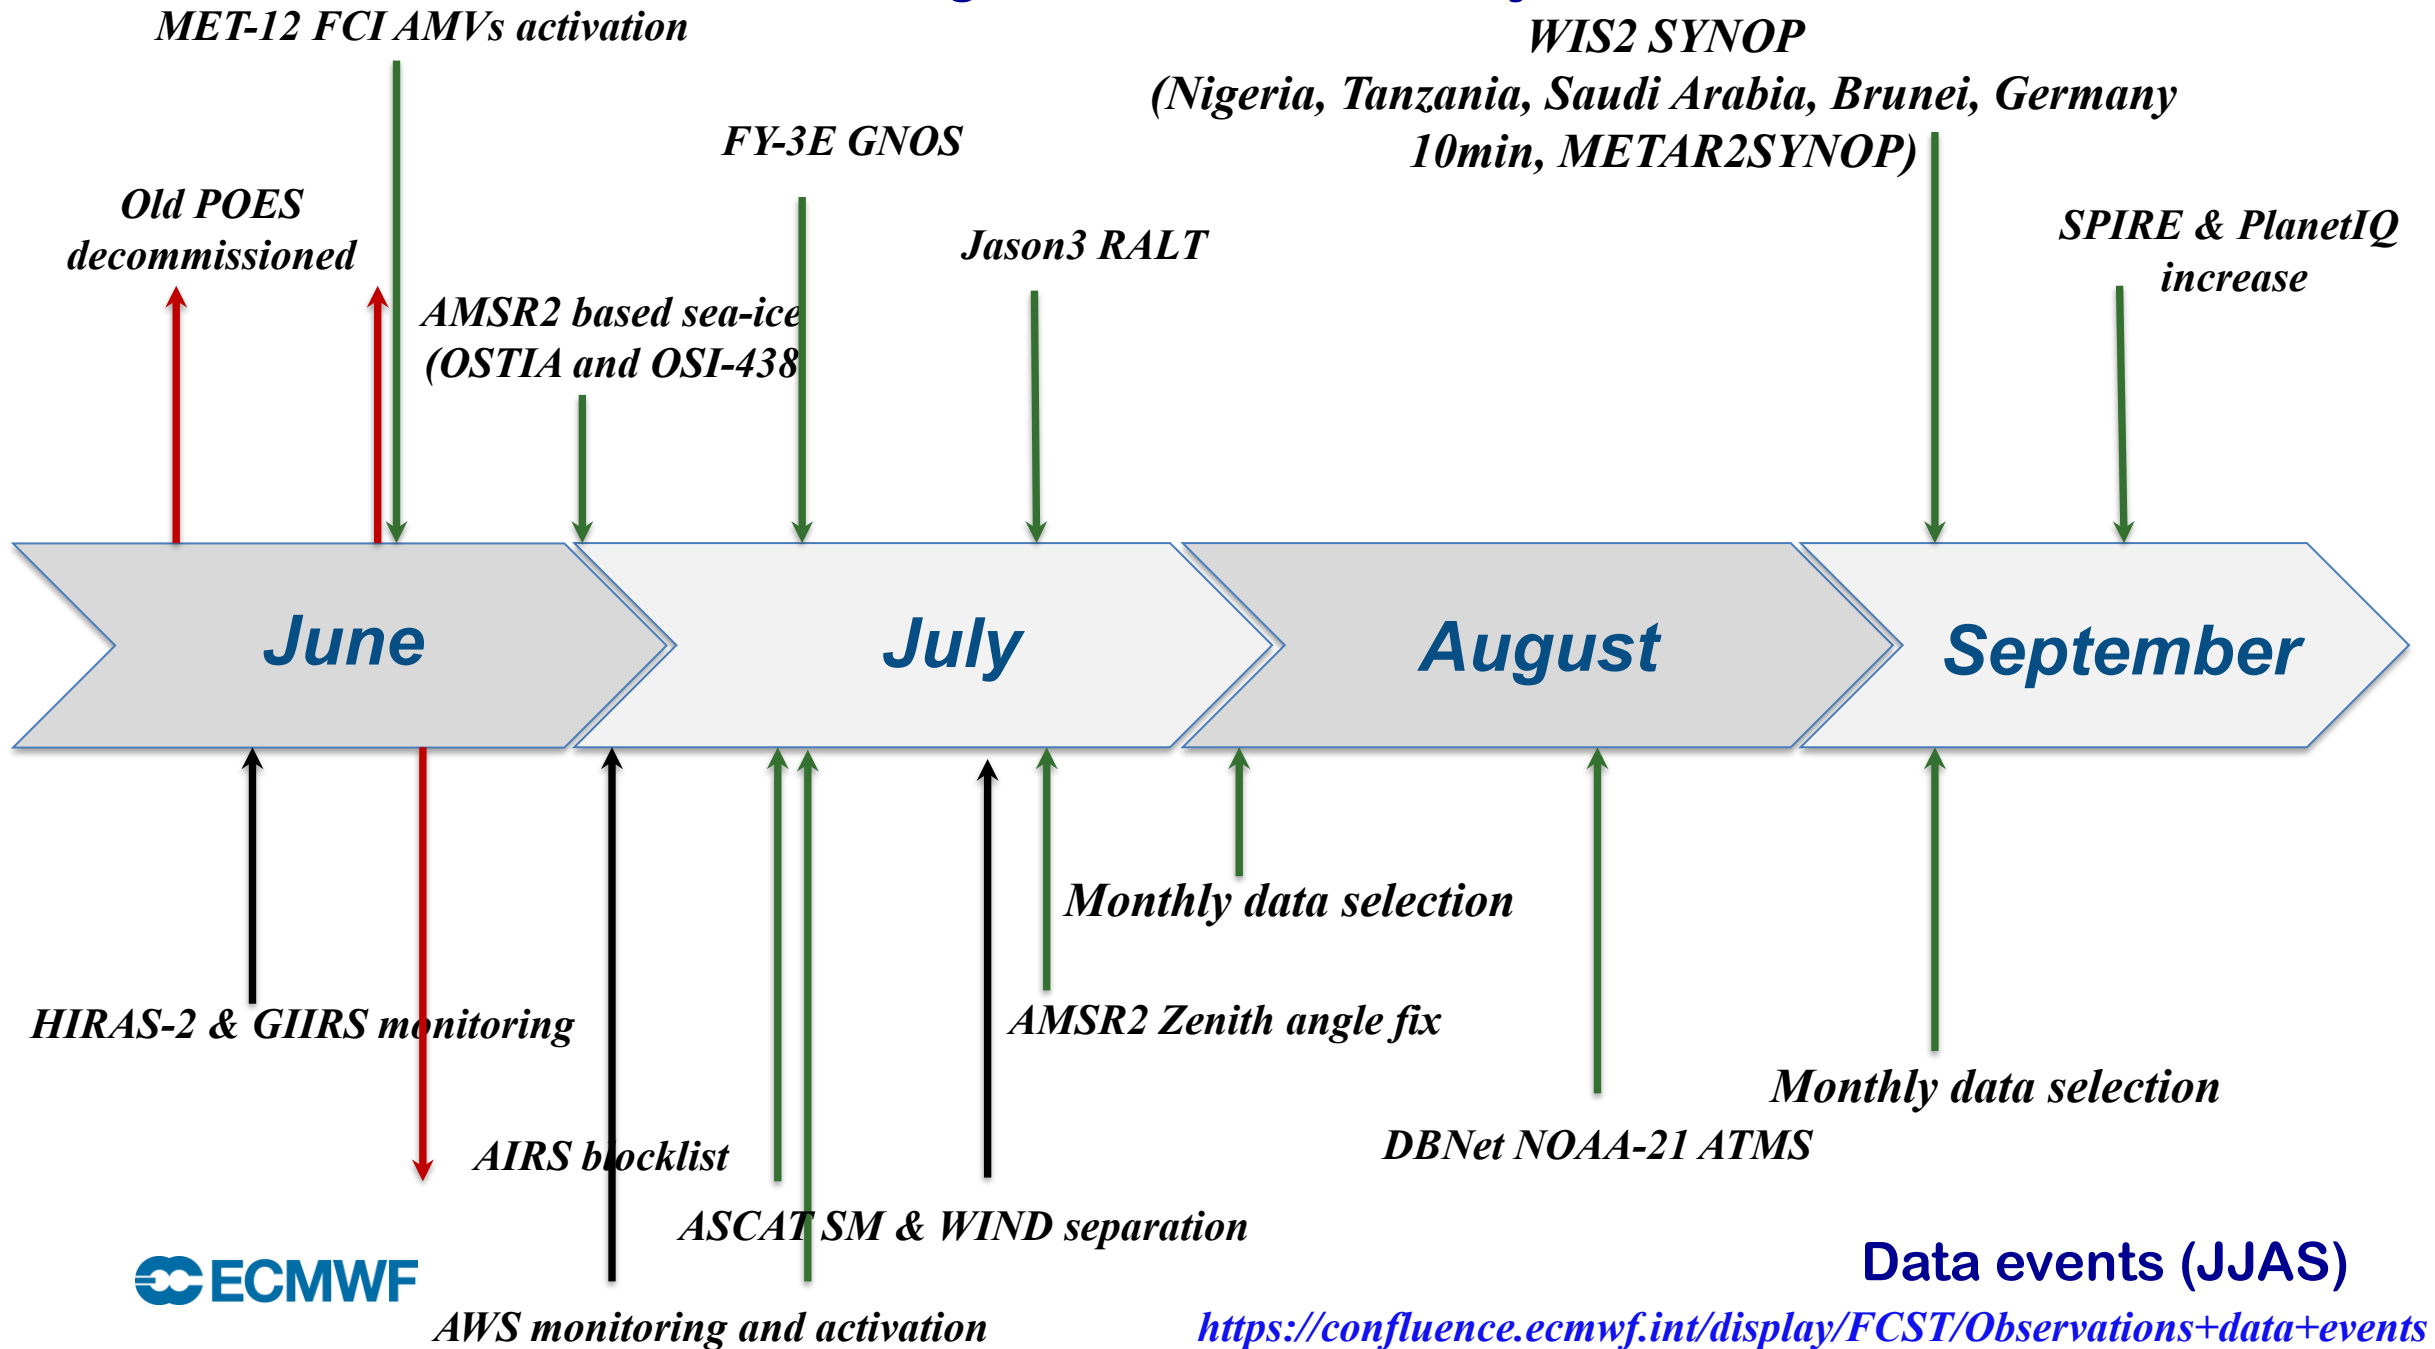 MET-12 FCI AMVs activation
WIS2 SYNOP
(Nigeria, Tanzania, Saudi Arabia, Brunei, Germany
10min, METAR2SYNOP)
FY-3E GNOS
Old POES
decommissioned
Jason3 RALT
SPIRE & PlanetIQ
increase
AMSR2 based sea-ice
(OSTIA and OSI-438
June
July
August
September
Monthly data selection
HIRAS-2 & GIIRS monitoring
AMSR2 Zenith angle fix
Monthly data selection
AIRS blocklist
DBNet NOAA-21 ATMS
ASCAT SM & WIND separation
ECMWF
Data events (JJAS)
AWS monitoring and activation
https://confluence.ecmwf.int/display/FCST/Observations+data+events